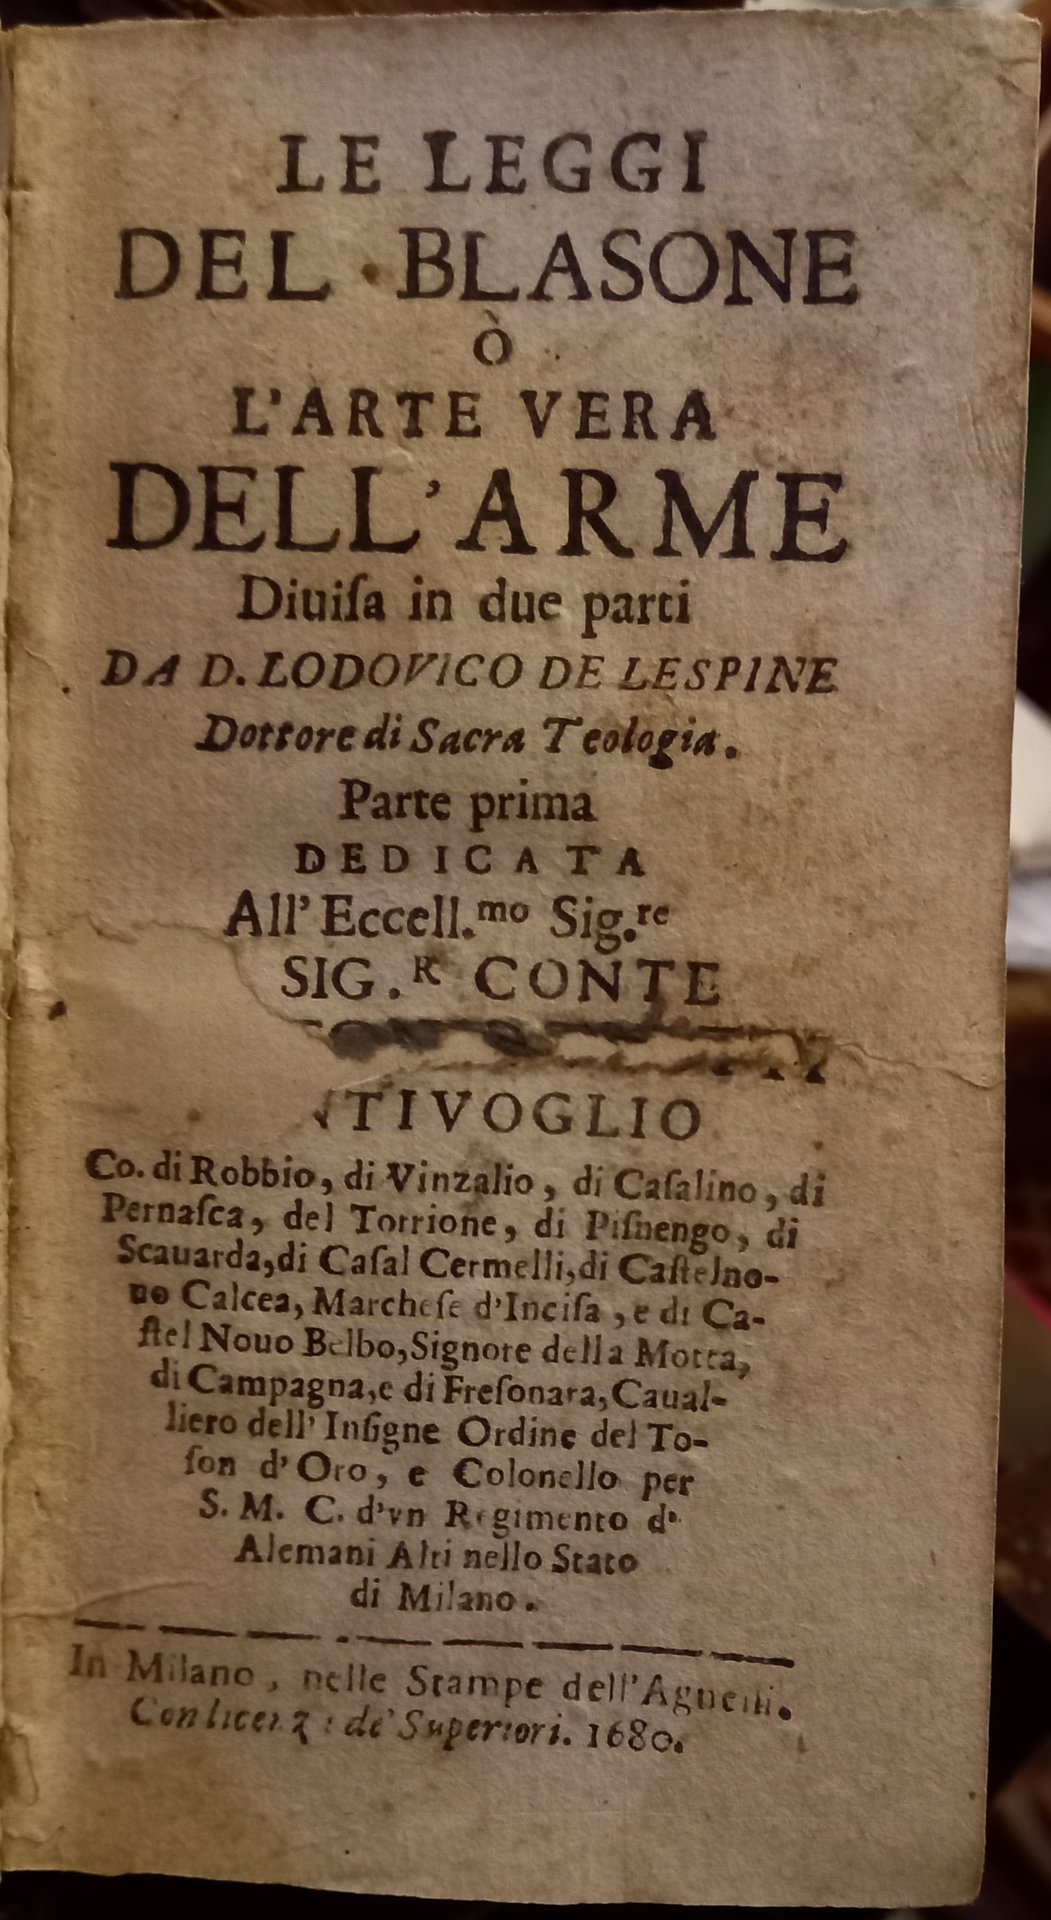 LE LEGGI
DEL BLASONE
Ò
L'ARTE VERA
DELL'ARME
Diuiſa in due parti
DA D. LODOVICO DE LESPINE
Dottore di Sacra Teologia.
Parte prima
DEDICATA
All' Eccell.mo Sig.re
SIG.R CONTE
NTIVOGLIO
Co. di Robbio, di Vinzalio, di Caſalino, di
Pernaſca, del Torrione, di Piſnengo, di
Scauarda, di Caſal Cermelli, di Caſtelno-
uo Calcea, Marcheſe d'Inciſa, e di Ca-
ſtel Nouo Belbo, Signore della Motta,
di Campagna, e di Freſonara, Caual-
liero dell' Inſigne Ordine del To-
ſon d'Oro, e Colonello per
S. M. C. d'vn Regimento d'
Alemani Alti nello Stato
di Milano.
In Milano, nelle Stampe dell'Agnelli.
Con licenza de' Superiori. 1680.